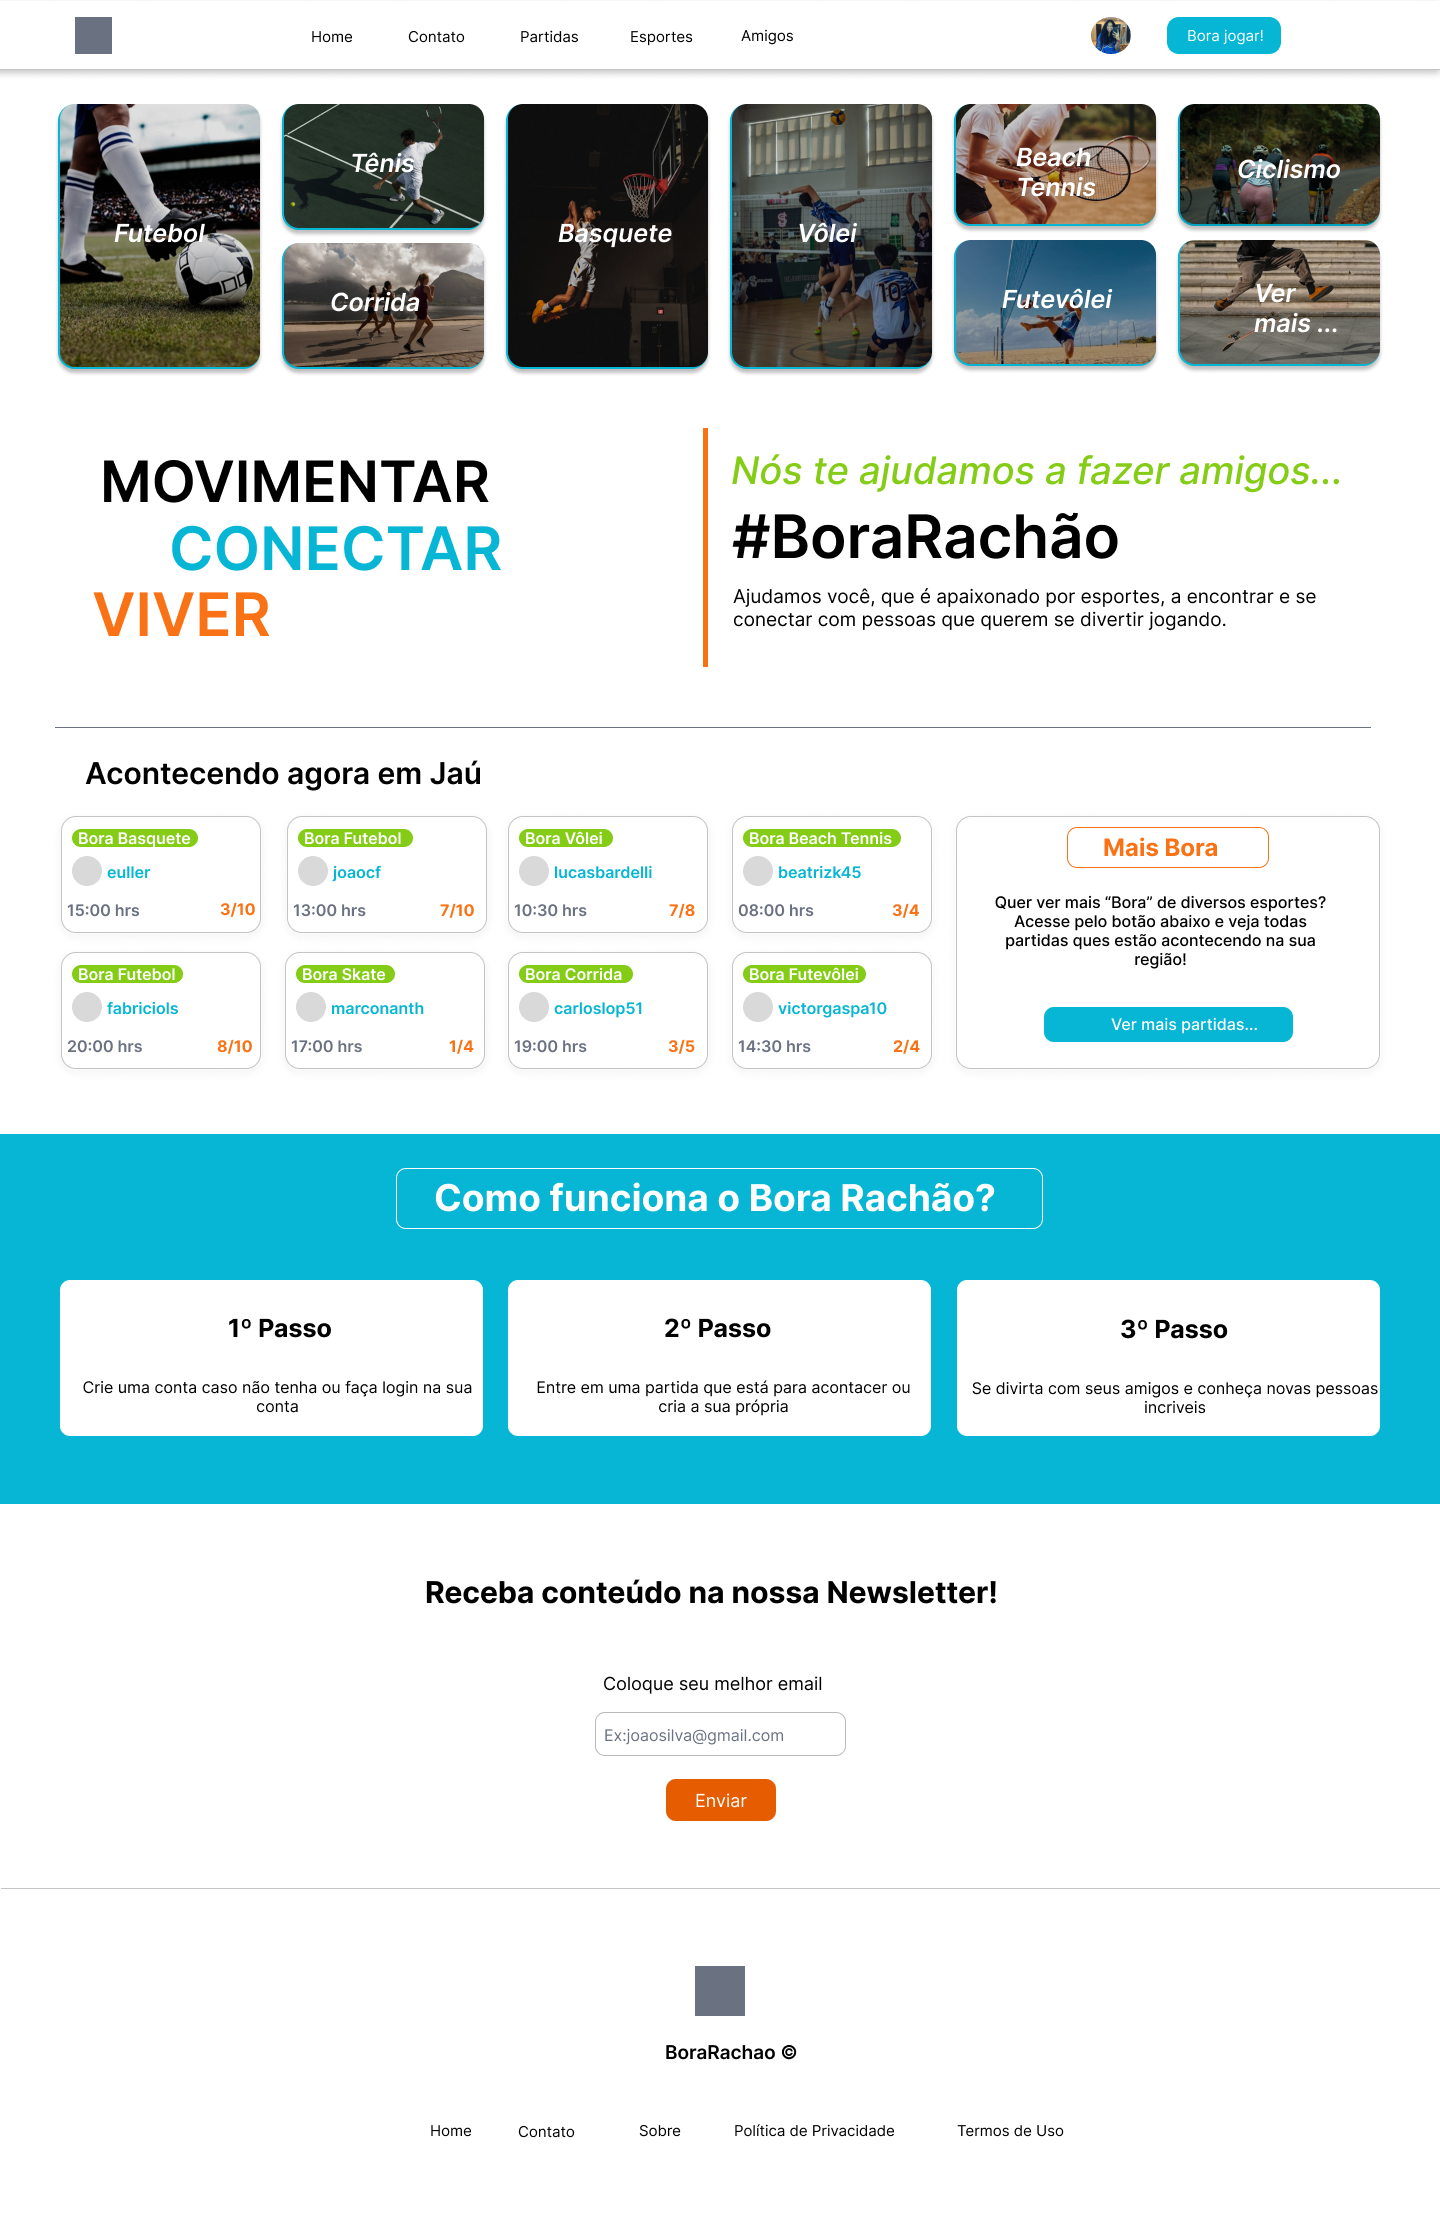 Home
Contato
Partidas
Esportes
Amigos
Bora jogar!
Futebol
Tênis
Corrida
Basquete
Vôlei
Beach
Tennis
Futevôlei
Ciclismo
Ver
mais ...
MOVIMENTAR
CONECTAR
VIVER
Nós te ajudamos a fazer amigos...
#BoraRachão
Ajudamos você, que é apaixonado por esportes, a encontrar e se
conectar com pessoas que querem se divertir jogando.
Acontecendo agora em Jaú
Bora Basquete
euller
15:00 hrs
3/10
Bora Futebol
joaocf
13:00 hrs
7/10
Bora Vôlei
lucasbardelli
10:30 hrs
7/8
Bora Beach Tennis
beatrizk45
08:00 hrs
3/4
Bora Futebol
fabriciols
20:00 hrs
8/10
Bora Skate
marconanth
17:00 hrs
1/4
Bora Corrida
carloslop51
19:00 hrs
3/5
Bora Futevôlei
victorgaspa10
14:30 hrs
2/4
Mais Bora
Quer ver mais “Bora” de diversos esportes?
Acesse pelo botão abaixo e veja todas
partidas ques estão acontecendo na sua
região!
Ver mais partidas...
Como funciona o Bora Rachão?
1º Passo
Crie uma conta caso não tenha ou faça login na sua
conta
2º Passo
Entre em uma partida que está para acontacer ou
cria a sua própria
3º Passo
Se divirta com seus amigos e conheça novas pessoas
incriveis
Receba conteúdo na nossa Newsletter!
Coloque seu melhor email
Ex:joaosilva@gmail.com
Enviar
BoraRachao ©
Home
Contato
Sobre
Política de Privacidade
Termos de Uso